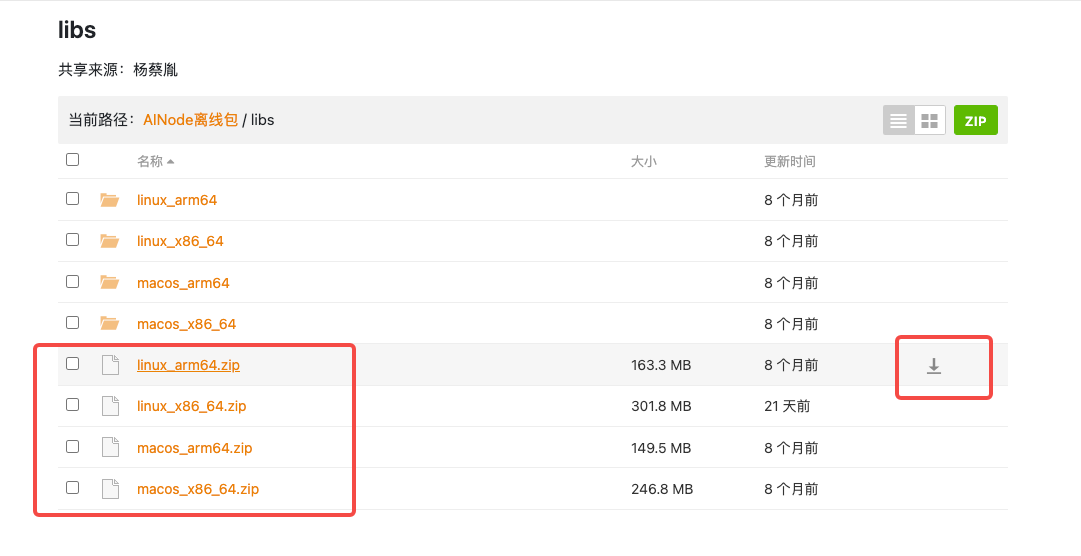 libs
共享来源：杨蔡胤
当前路径：AINode离线包 / libs ZIP
名称 大小 更新时间
linux_arm64 8 个月前
linux_x86_64 8 个月前
macos_arm64 8 个月前
macos_x86_64 8 个月前
linux_arm64.zip 163.3 MB 8 个月前
linux_x86_64.zip 301.8 MB 21 天前
macos_arm64.zip 149.5 MB 8 个月前
macos_x86_64.zip 246.8 MB 8 个月前